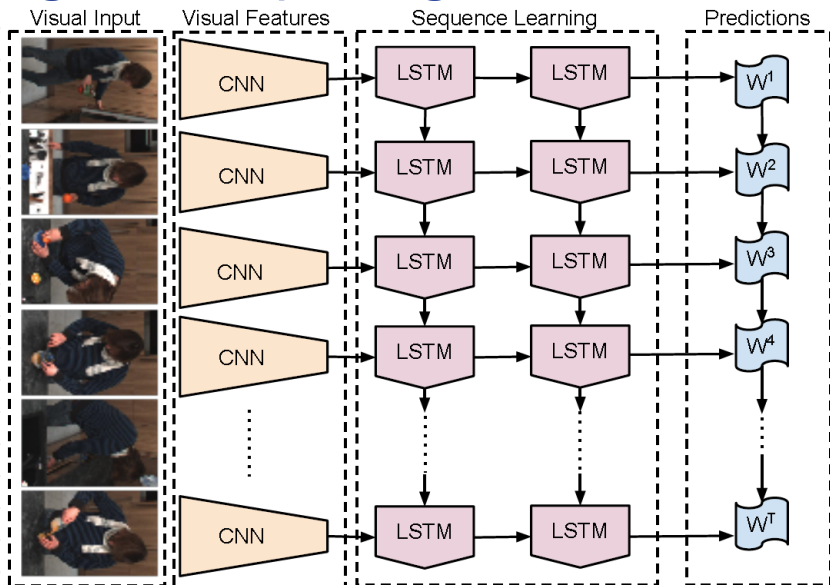 Visual Input Visual Features Sequence Learning Predictions
CNN LSTM LSTM W¹
CNN LSTM LSTM W²
CNN LSTM LSTM W³
CNN LSTM LSTM W⁴
CNN LSTM LSTM Wᵀ